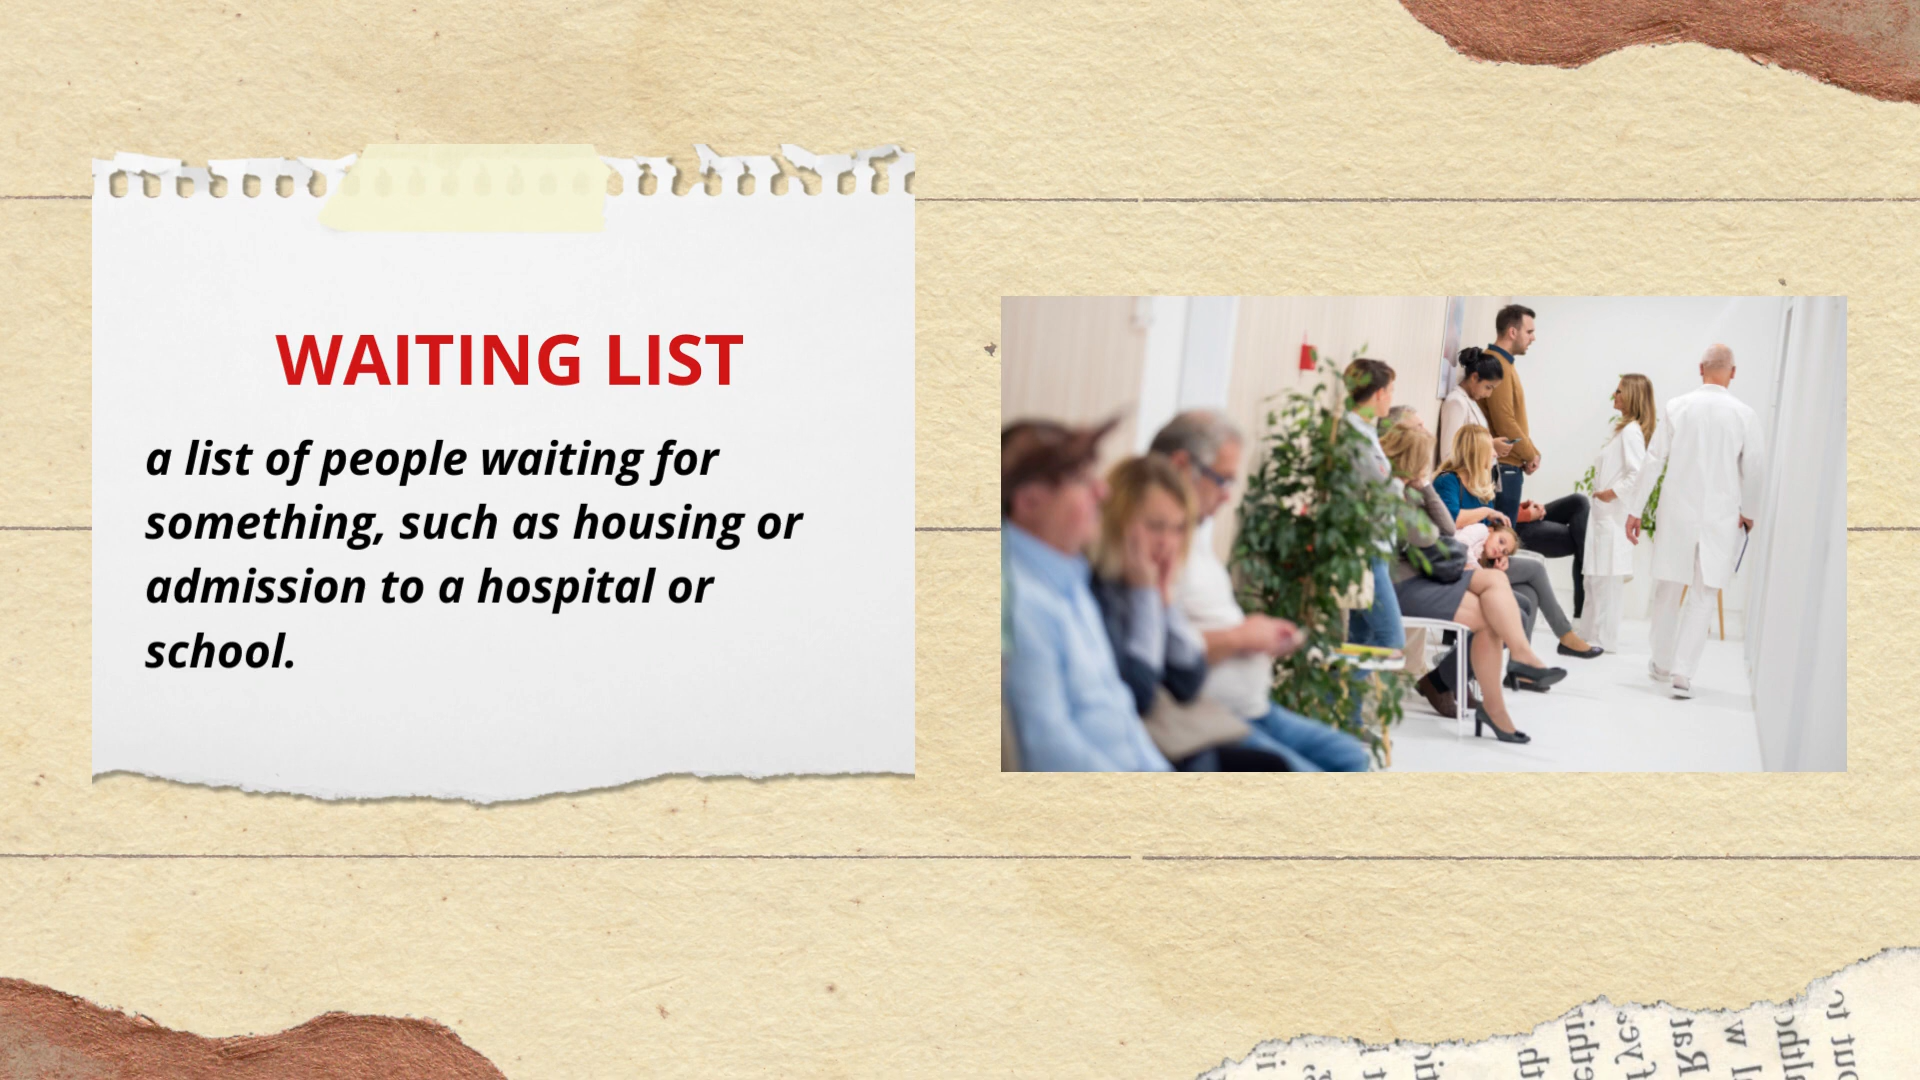 WAITING LIST
a list of people waiting for
something, such as housing or
admission to a hospital or
school.